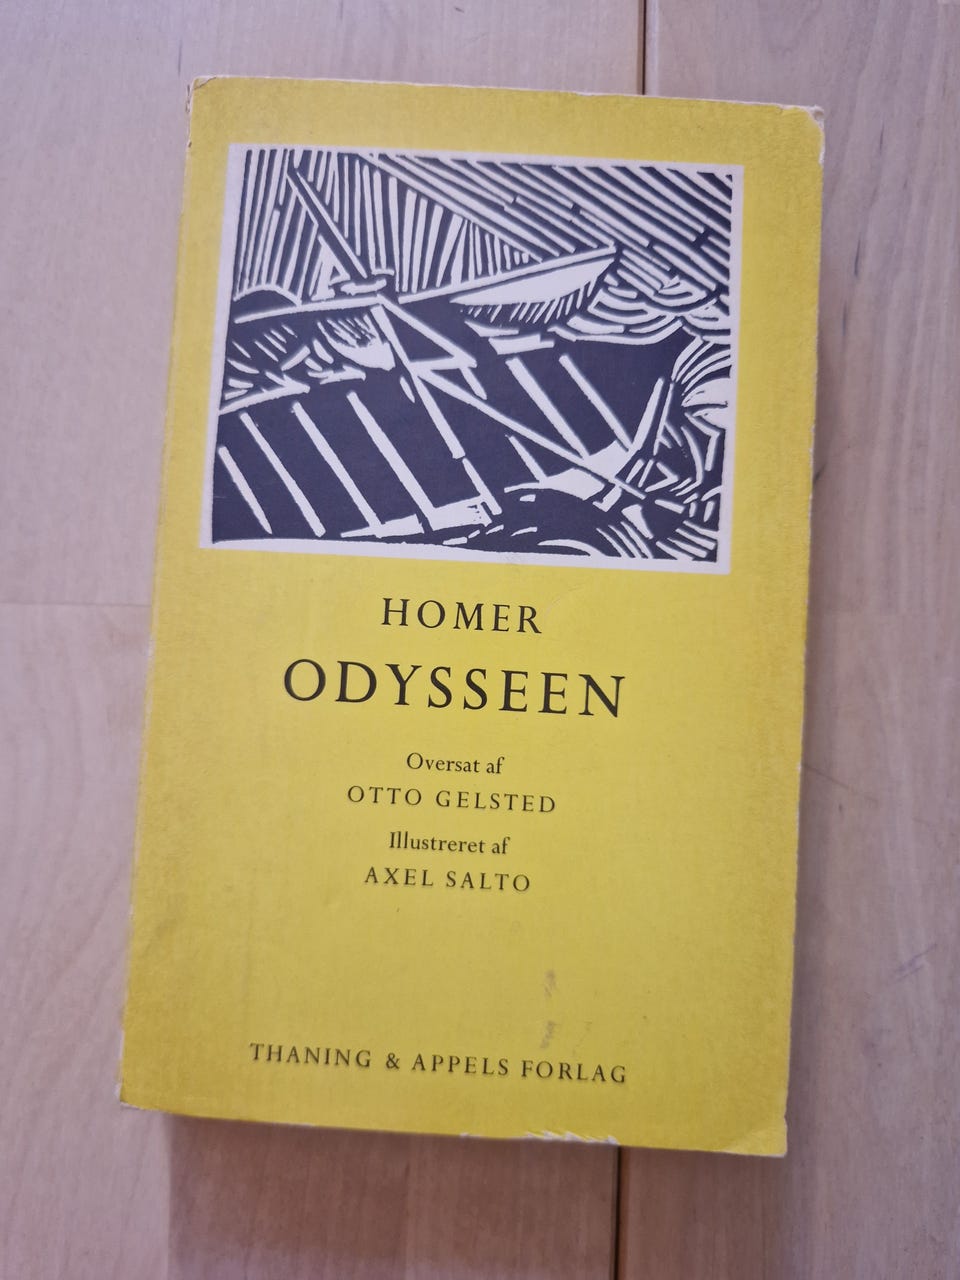 HOMER
ODYSSEEN
Oversat af
OTTO GELSTED
Illustreret af
AXEL SALTO
THANING & APPELS FORLAG